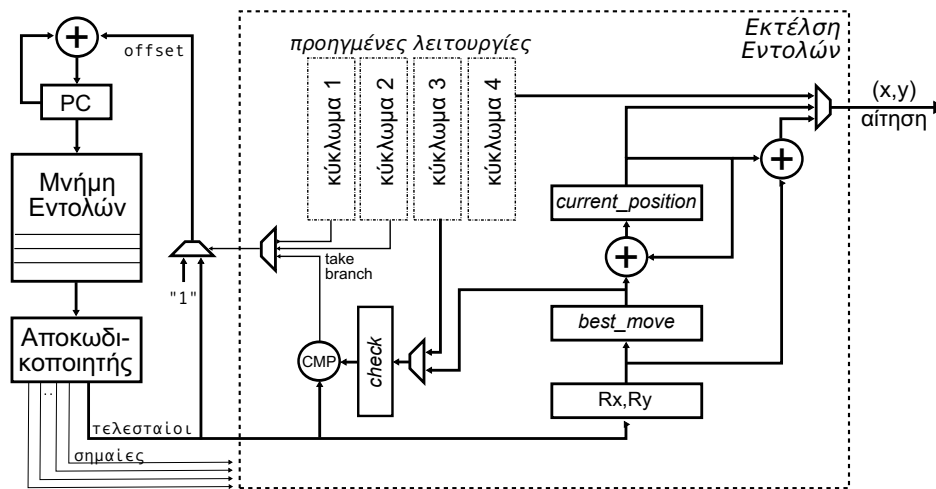 offset
PC
Μνήμη
Εντολών
"1"
Αποκωδι-
κοποιητής
..
τελεσταίοι
σημαίες
προηγμένες λειτουργίες
κύκλωμα 1
κύκλωμα 2
κύκλωμα 3
κύκλωμα 4
Εκτέλση
Εντολών
take
branch
CMP
check
current_position
best_move
Rx,Ry
(x,y)
αίτηση